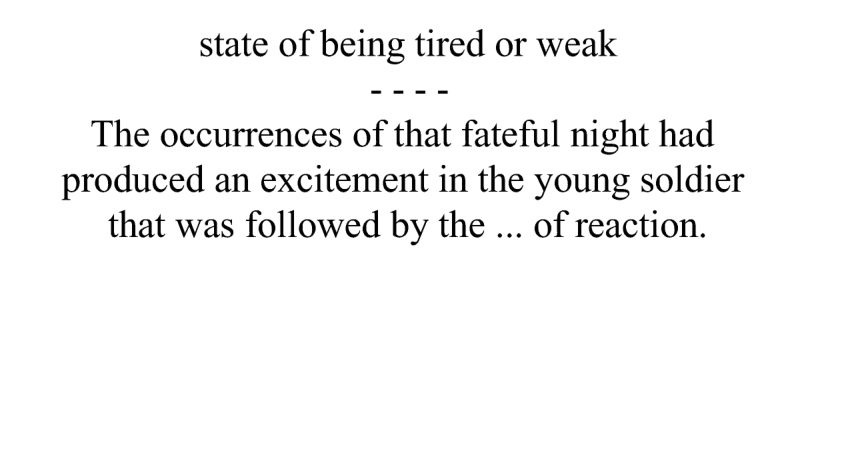 state of being tired or weak
- - - -
The occurrences of that fateful night had
produced an excitement in the young soldier
that was followed by the ... of reaction.